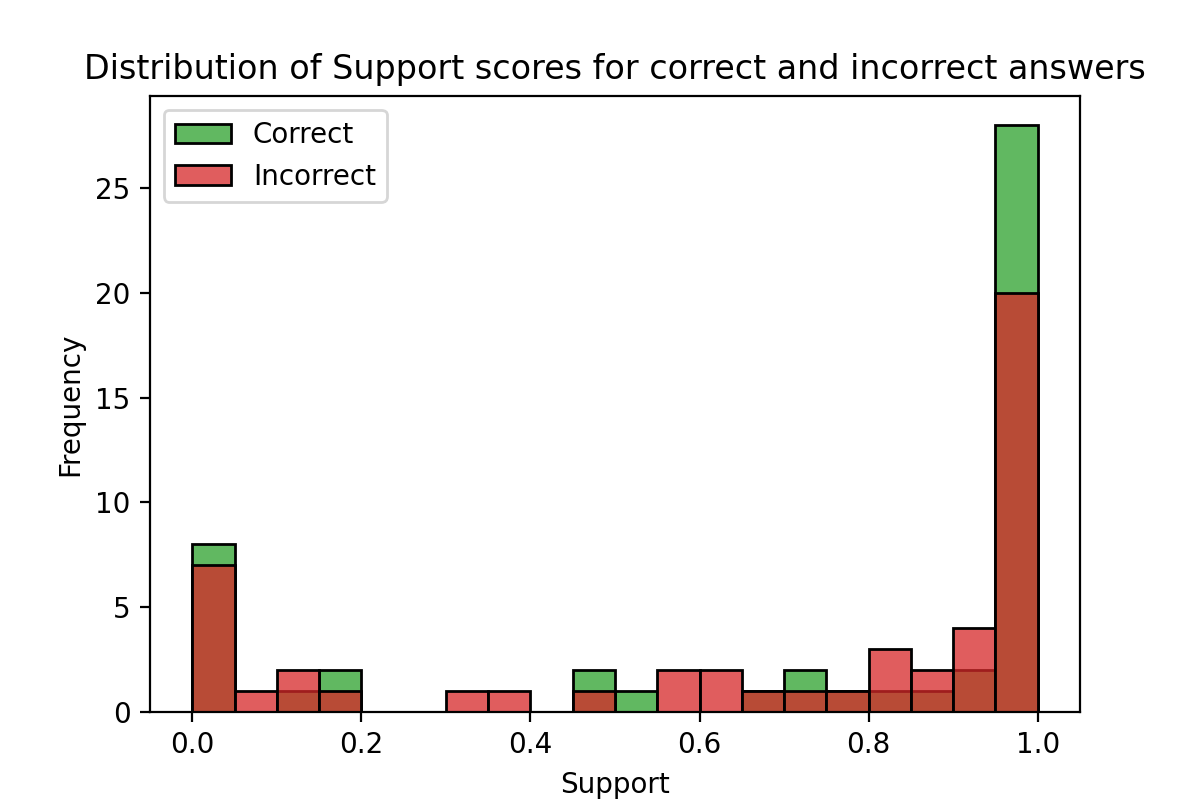 Distribution of Support scores for correct and incorrect answers
Correct
Incorrect
Frequency
25
20
15
10
5
0
0.0 0.2 0.4 0.6 0.8 1.0
Support